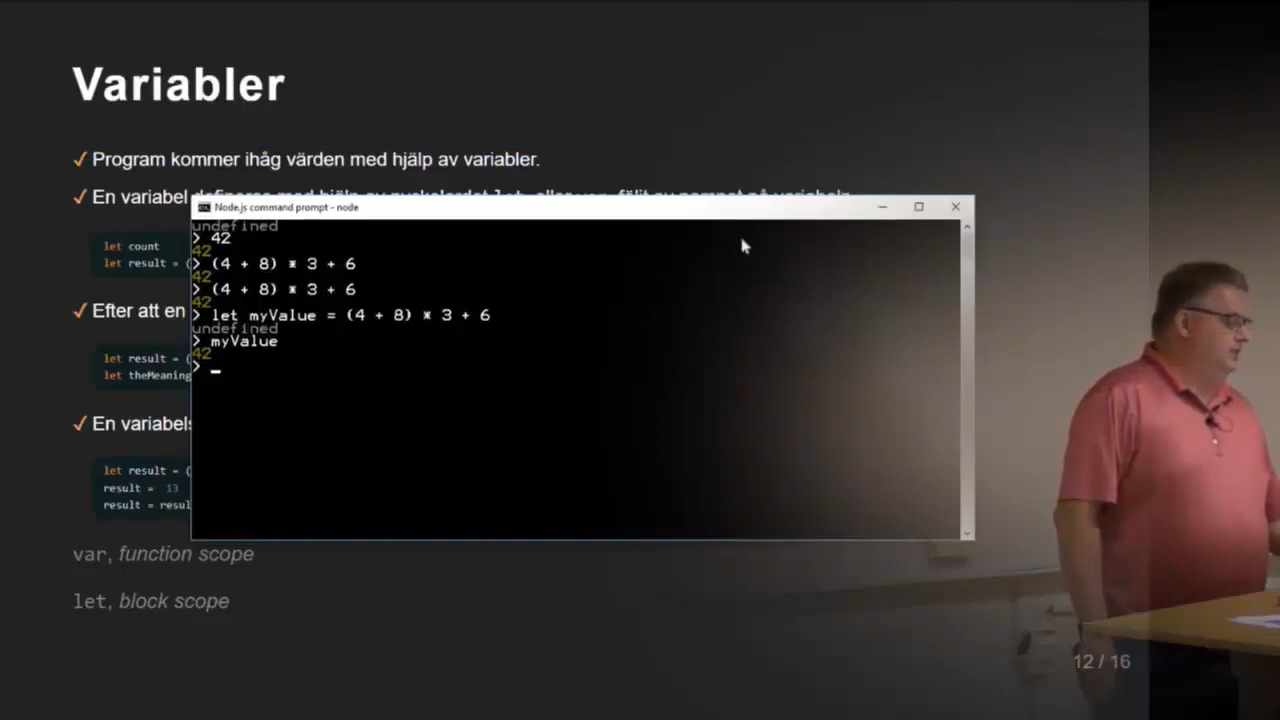 Variabler
✓ Program kommer ihåg värden med hjälp av variabler.
✓ En variabel
Node.js command prompt - node
undefined
> 42
42
> (4 + 8) * 3 + 6
42
> (4 + 8) * 3 + 6
42
> let myValue = (4 + 8) * 3 + 6
undefined
> myValue
42
> _
let count
let result = (
✓ Efter att en
let result = (
let theMeaning
✓ En variabels
let result = (
result = 13
result = resul
var, function scope
let, block scope
12 / 16